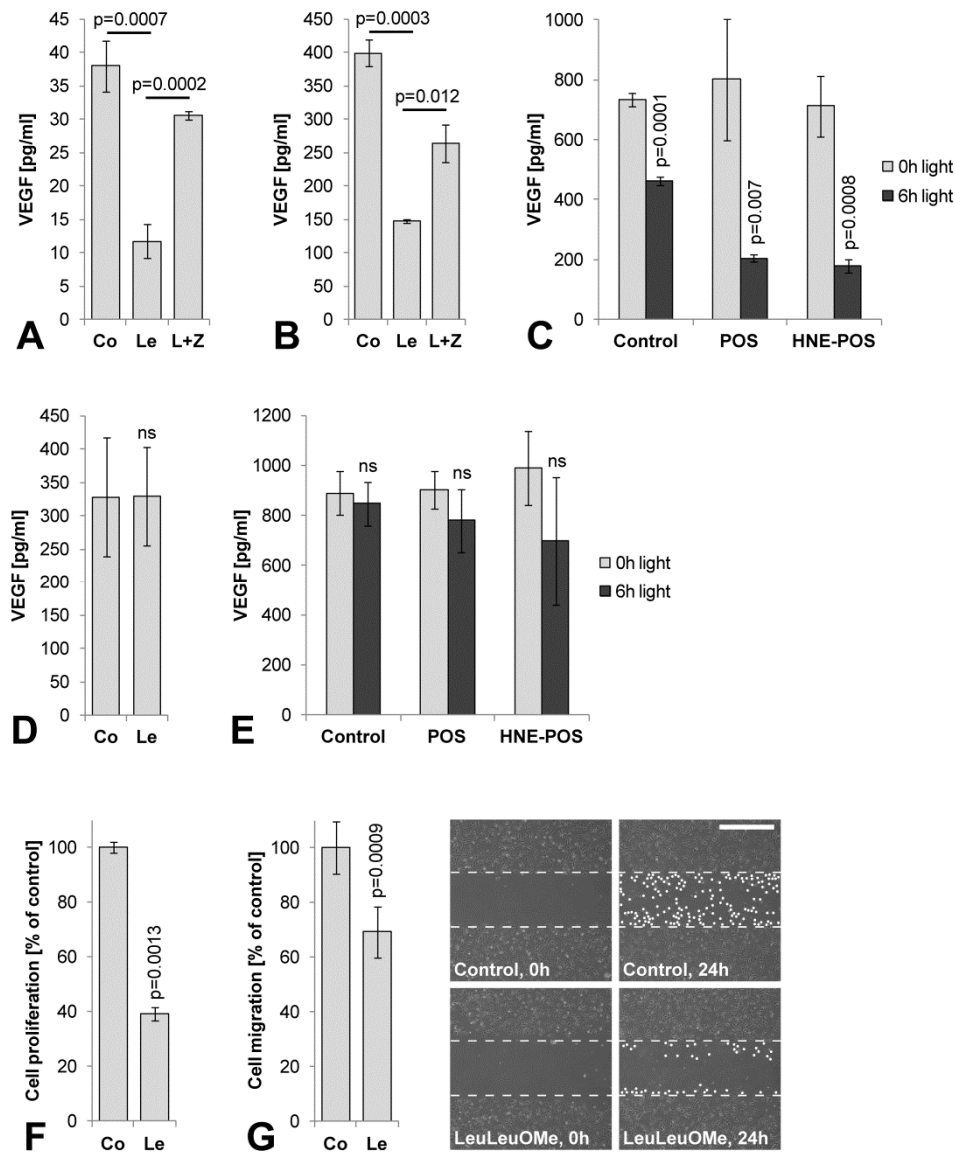 p=0.0007
p=0.0002
VEGF [pg/ml]
45
40
35
30
25
20
15
10
5
0
Co Le L+Z
A
p=0.0003
p=0.012
VEGF [pg/ml]
450
400
350
300
250
200
150
100
50
0
Co Le L+Z
B
VEGF [pg/ml]
1000
800
600
400
200
0
p=0.0001
p=0.007
p=0.0008
Control POS HNE-POS
0h light
6h light
C
VEGF [pg/ml]
450
400
350
300
250
200
150
100
50
0
ns
Co Le
D
VEGF [pg/ml]
1200
1000
800
600
400
200
0
ns
ns
ns
Control POS HNE-POS
0h light
6h light
E
Cell proliferation [% of control]
100
80
60
40
20
0
p=0.0013
Co Le
F
Cell migration [% of control]
100
80
60
40
20
0
p=0.0009
Co Le
G
Control, 0h
Control, 24h
LeuLeuOMe, 0h
LeuLeuOMe, 24h